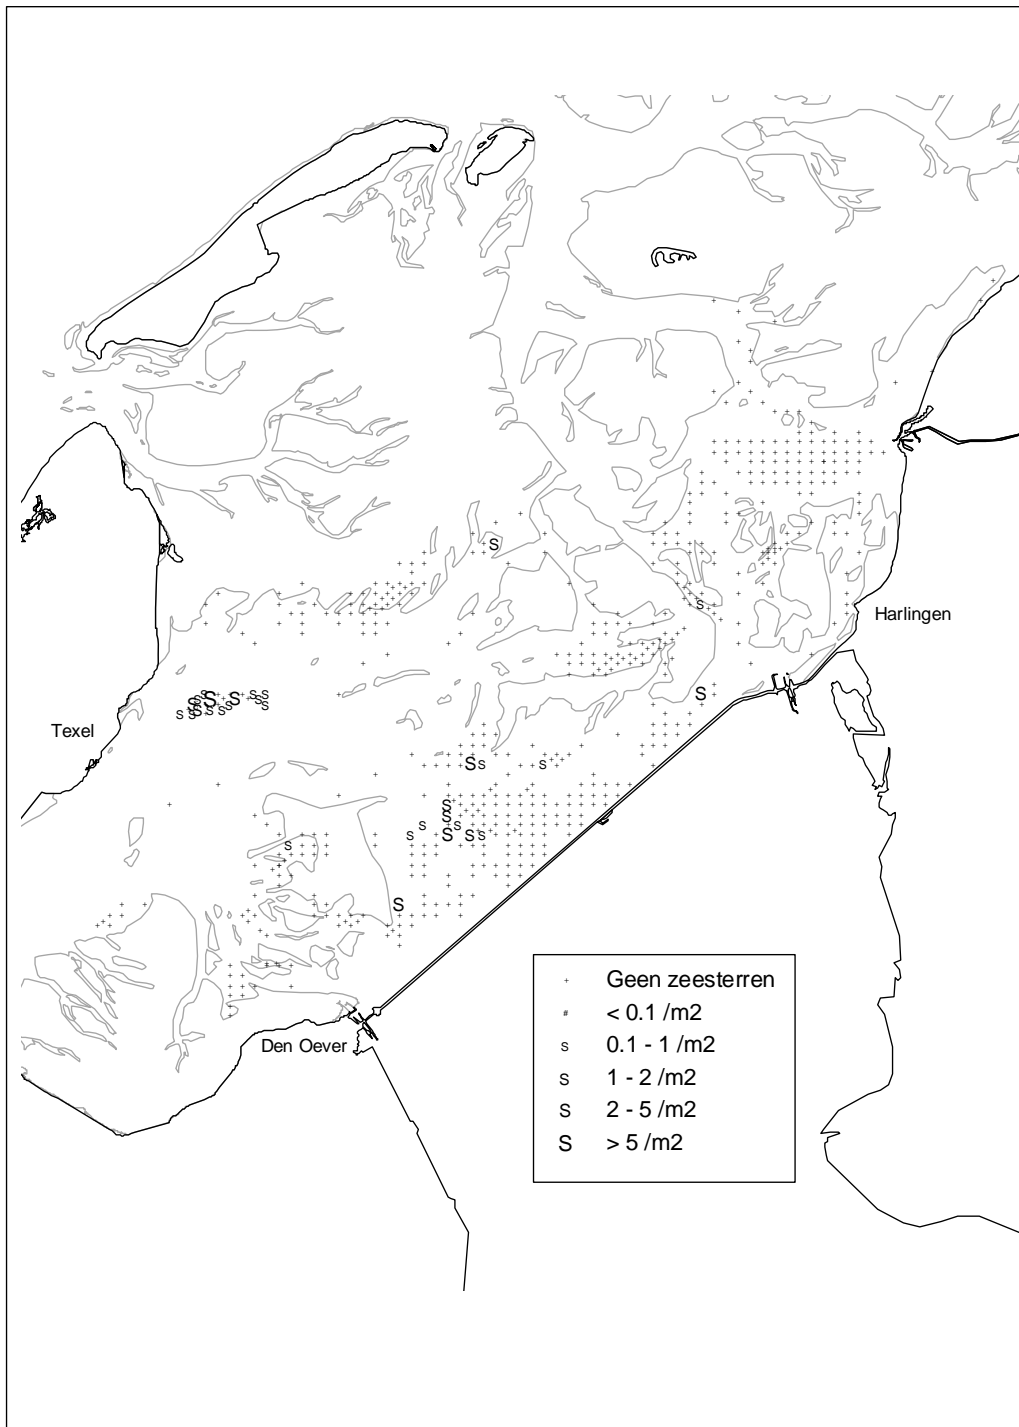 Harlingen
Texel
Geen zeesterren
< 0.1 /m2
0.1 - 1 /m2
1 - 2 /m2
2 - 5 /m2
> 5 /m2
Den Oever